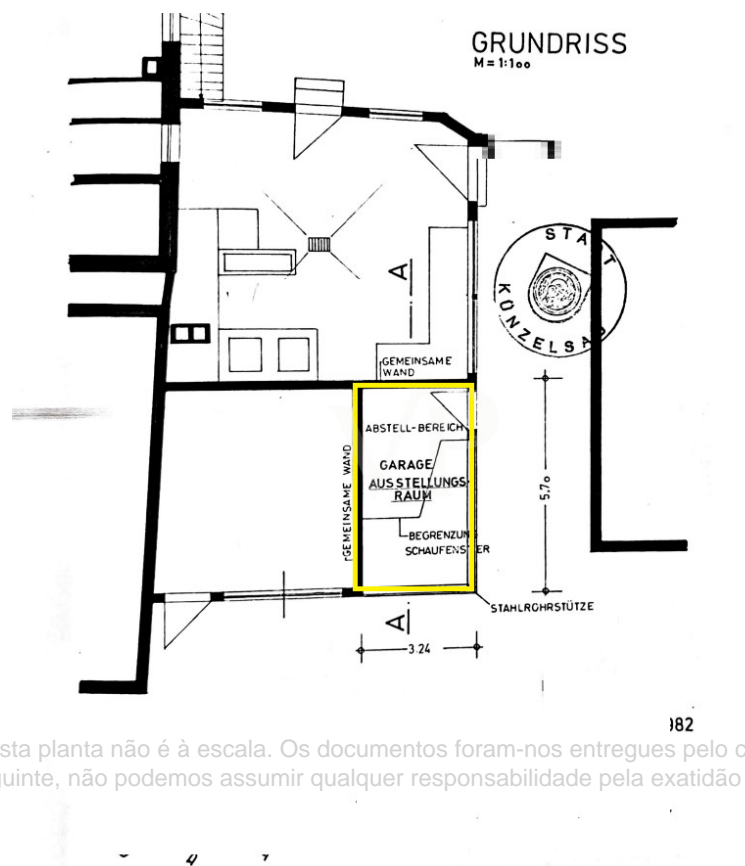 GRUNDRISS
M = 1:1oo
STADT
KÜNZELSAU
A
GEMEINSAME
WAND
ABSTELL-BEREICH
GARAGE
AUSSTELLUNGS-
RAUM
GEMEINSAME WAND
BEGRENZUNG
SCHAUFENSTER
5.7o
STAHLROHRSTÜTZE
A
3.24
982
sta planta não é à escala. Os documentos foram-nos entregues pelo c
guinte, não podemos assumir qualquer responsabilidade pela exatidão